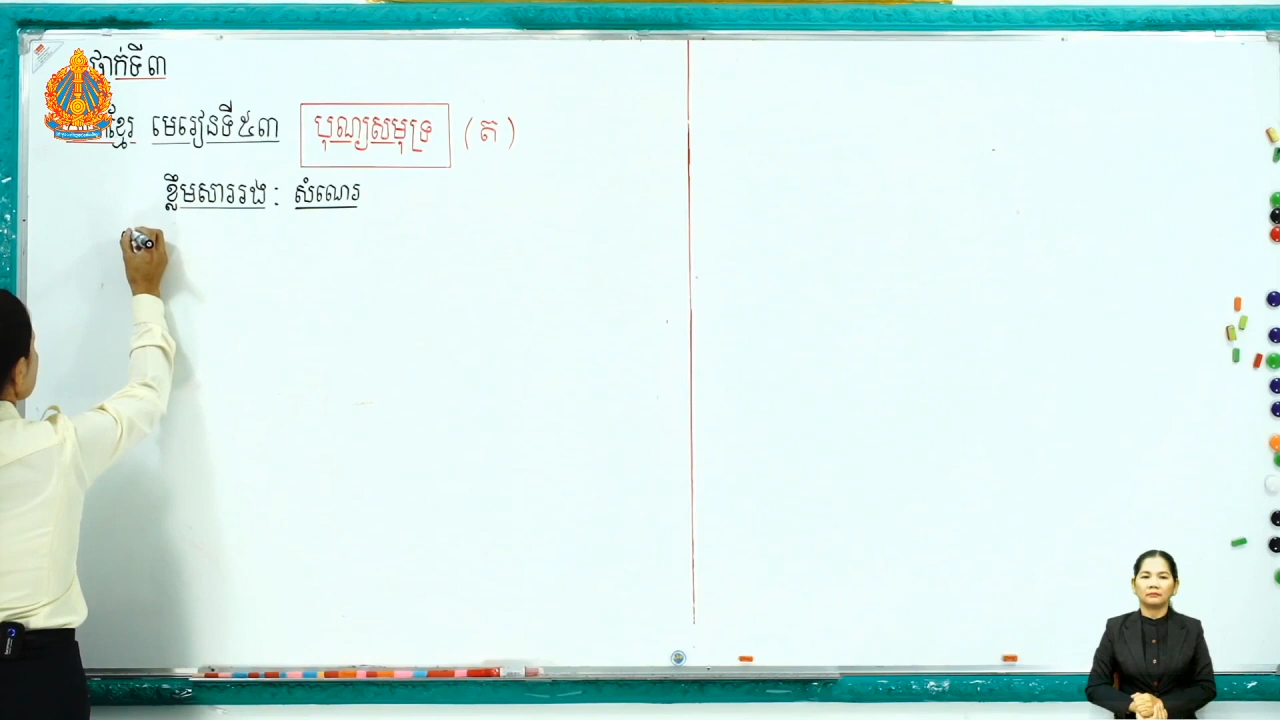 ថ្នាក់ទី៣
ខ្មែរ មេរៀនទី៥៣ បុណ្យសមុទ្រ (ត)
ខ្លឹមសាររង : សំណេរ